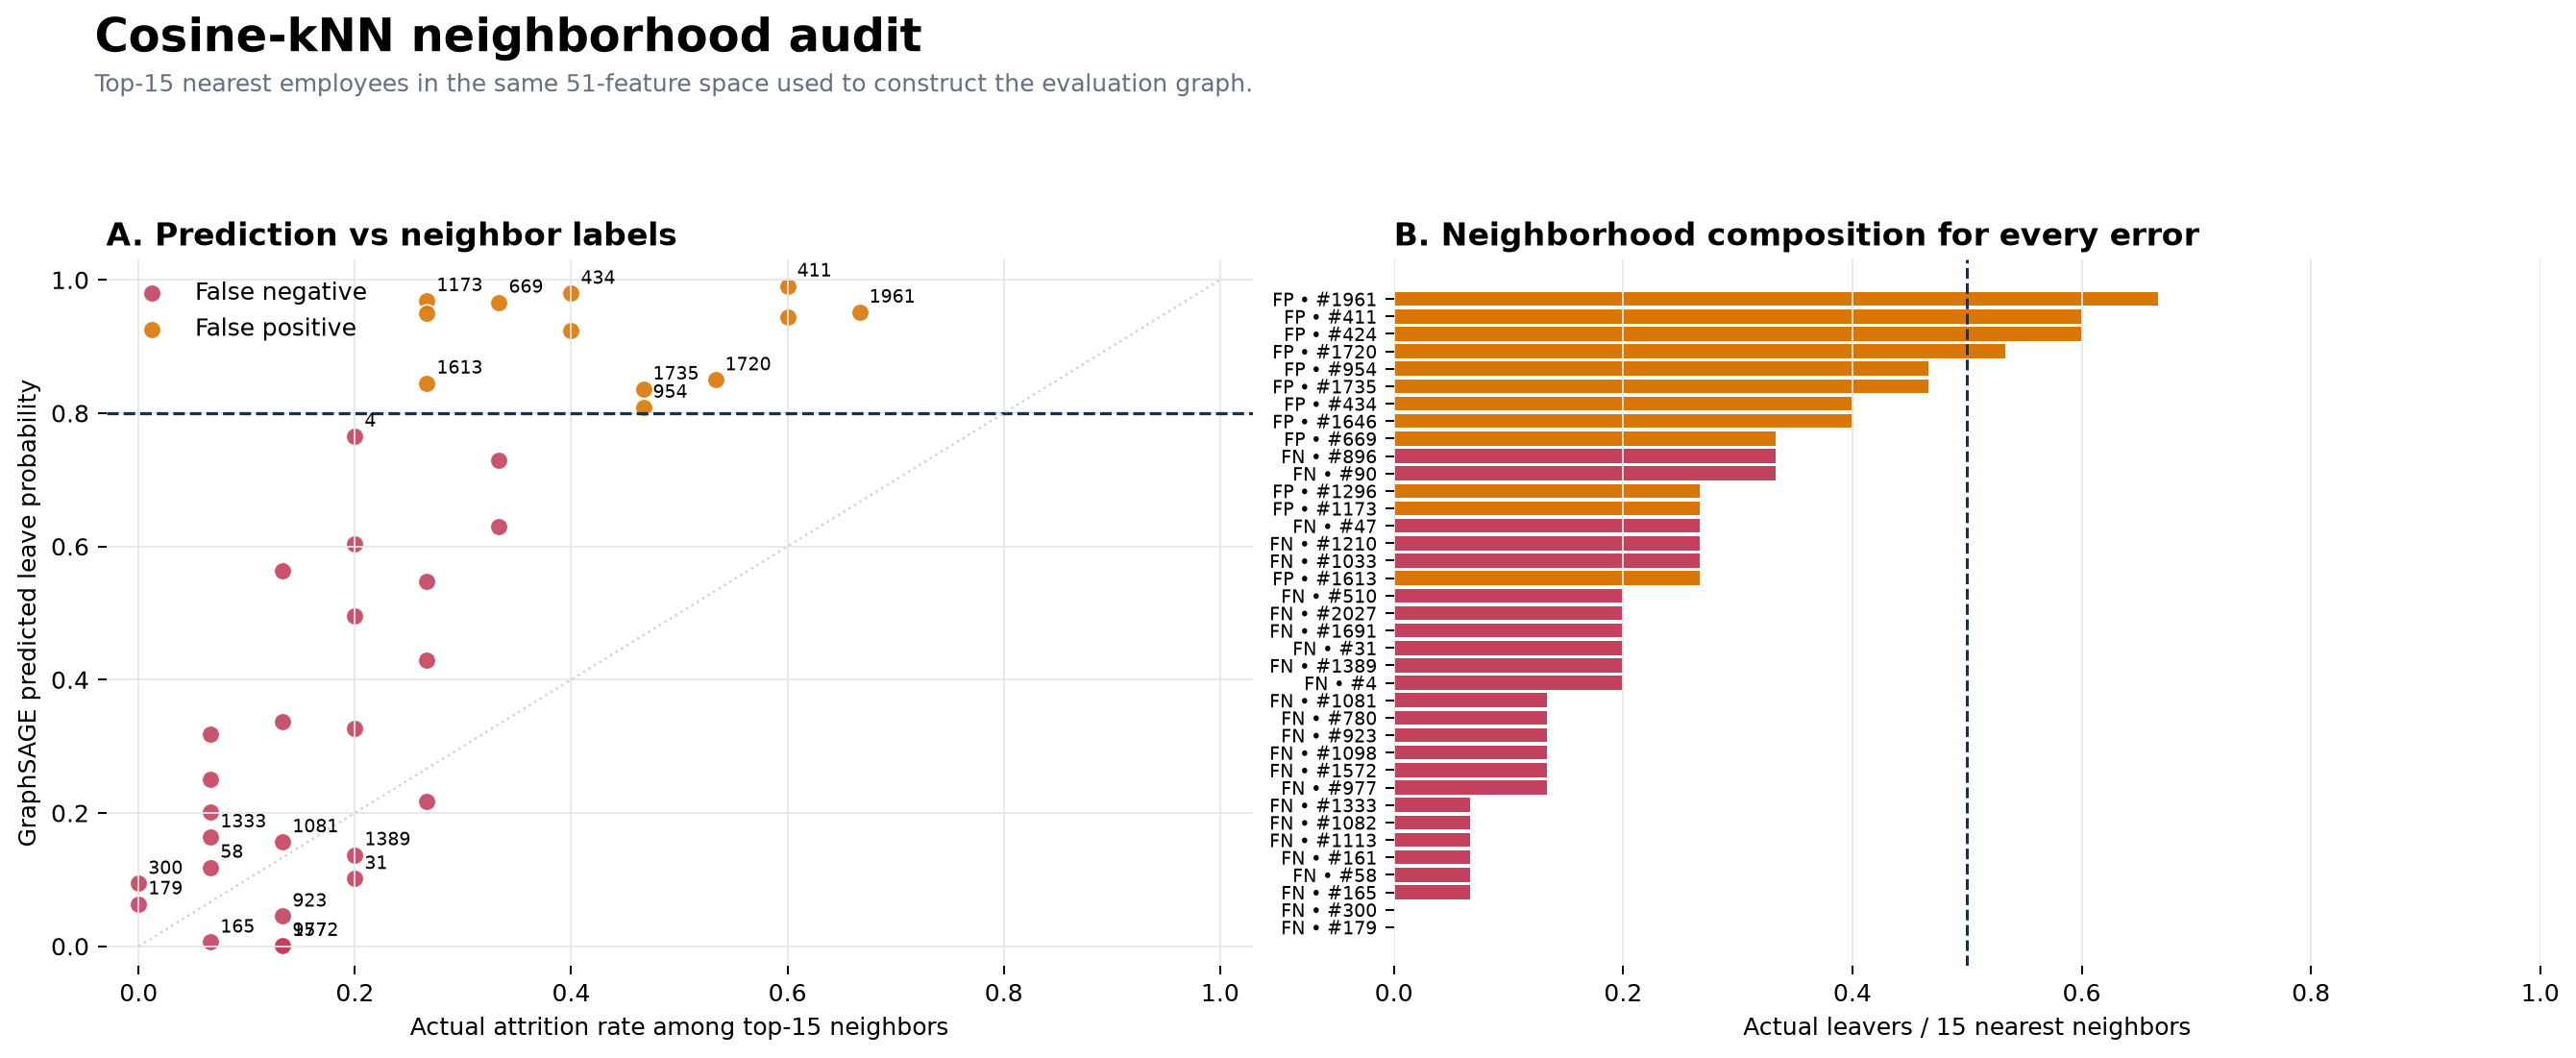 Cosine-kNN neighborhood audit
Top-15 nearest employees in the same 51-feature space used to construct the evaluation graph.
A. Prediction vs neighbor labels
GraphSAGE predicted leave probability
1.0
0.8
0.6
0.4
0.2
0.0
False negative
False positive
1173
669
434
411
1961
1613
1735
954
1720
4
1333
58
1081
1389
31
300
179
923
165
1572
0.0 0.2 0.4 0.6 0.8 1.0
Actual attrition rate among top-15 neighbors
B. Neighborhood composition for every error
FP • #1961
FP • #411
FP • #424
FP • #1720
FP • #954
FP • #1735
FP • #434
FP • #1646
FP • #669
FN • #896
FN • #90
FP • #1296
FP • #1173
FN • #47
FN • #1210
FN • #1033
FP • #1613
FN • #510
FN • #2027
FN • #1691
FN • #31
FN • #1389
FN • #4
FN • #1081
FN • #780
FN • #923
FN • #1098
FN • #1572
FN • #977
FN • #1333
FN • #1082
FN • #1113
FN • #161
FN • #58
FN • #165
FN • #300
FN • #179
0.0 0.2 0.4 0.6 0.8 1.0
Actual leavers / 15 nearest neighbors